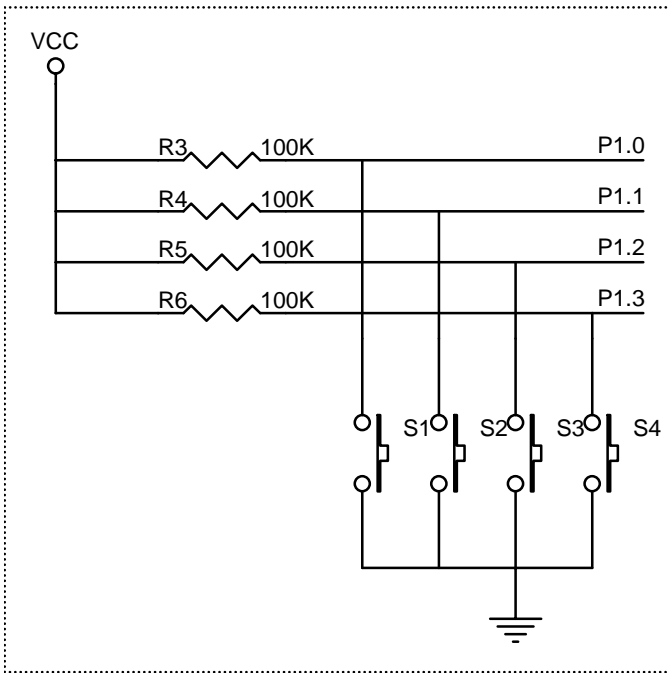 VCC
R3 100K P1.0
R4 100K P1.1
R5 100K P1.2
R6 100K P1.3
S1 S2 S3 S4